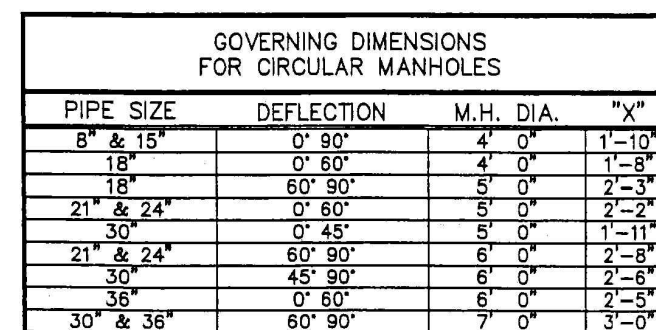 GOVERNING DIMENSIONS
FOR CIRCULAR MANHOLES
PIPE SIZE DEFLECTION M.H. DIA. "X"
8" & 15" 0° 90° 4' 0" 1'-10"
18" 0° 60° 4' 0" 1'-8"
18" 60° 90° 5' 0" 2'-3"
21" & 24" 0° 60° 5' 0" 2'-2"
30" 0° 45° 5' 0" 1'-11"
21" & 24" 60° 90° 6' 0" 2'-8"
30" 45° 90° 6' 0" 2'-6"
36" 0° 60° 6' 0" 2'-5"
30" & 36" 60° 90° 7' 0" 3'-0"